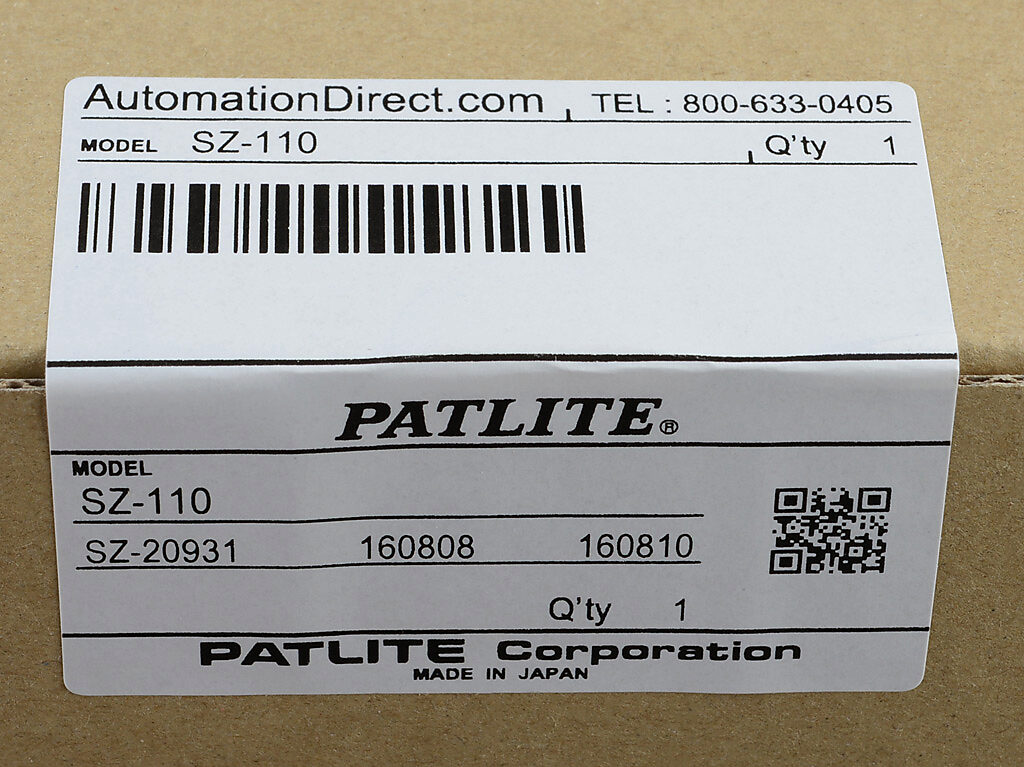 AutomationDirect.com TEL : 800-633-0405
MODEL SZ-110 Q'ty 1
PATLITE®
MODEL
SZ-110
SZ-20931 160808 160810
Q'ty 1
PATLITE Corporation
MADE IN JAPAN